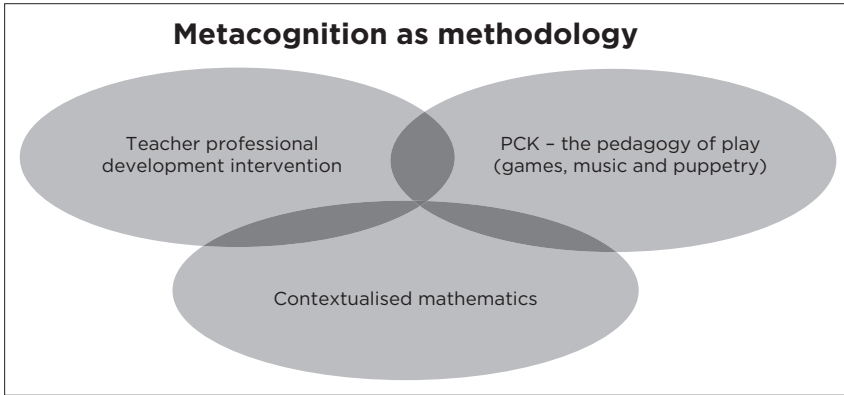 Metacognition as methodology
Teacher professional
development intervention
PCK – the pedagogy of play
(games, music and puppetry)
Contextualised mathematics